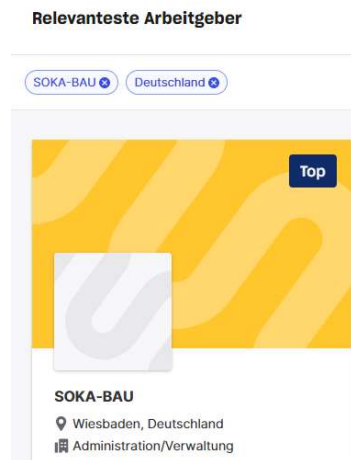 Relevanteste Arbeitgeber
SOKA-BAU
Deutschland
Top
SOKA-BAU
Wiesbaden, Deutschland
Administration/Verwaltung